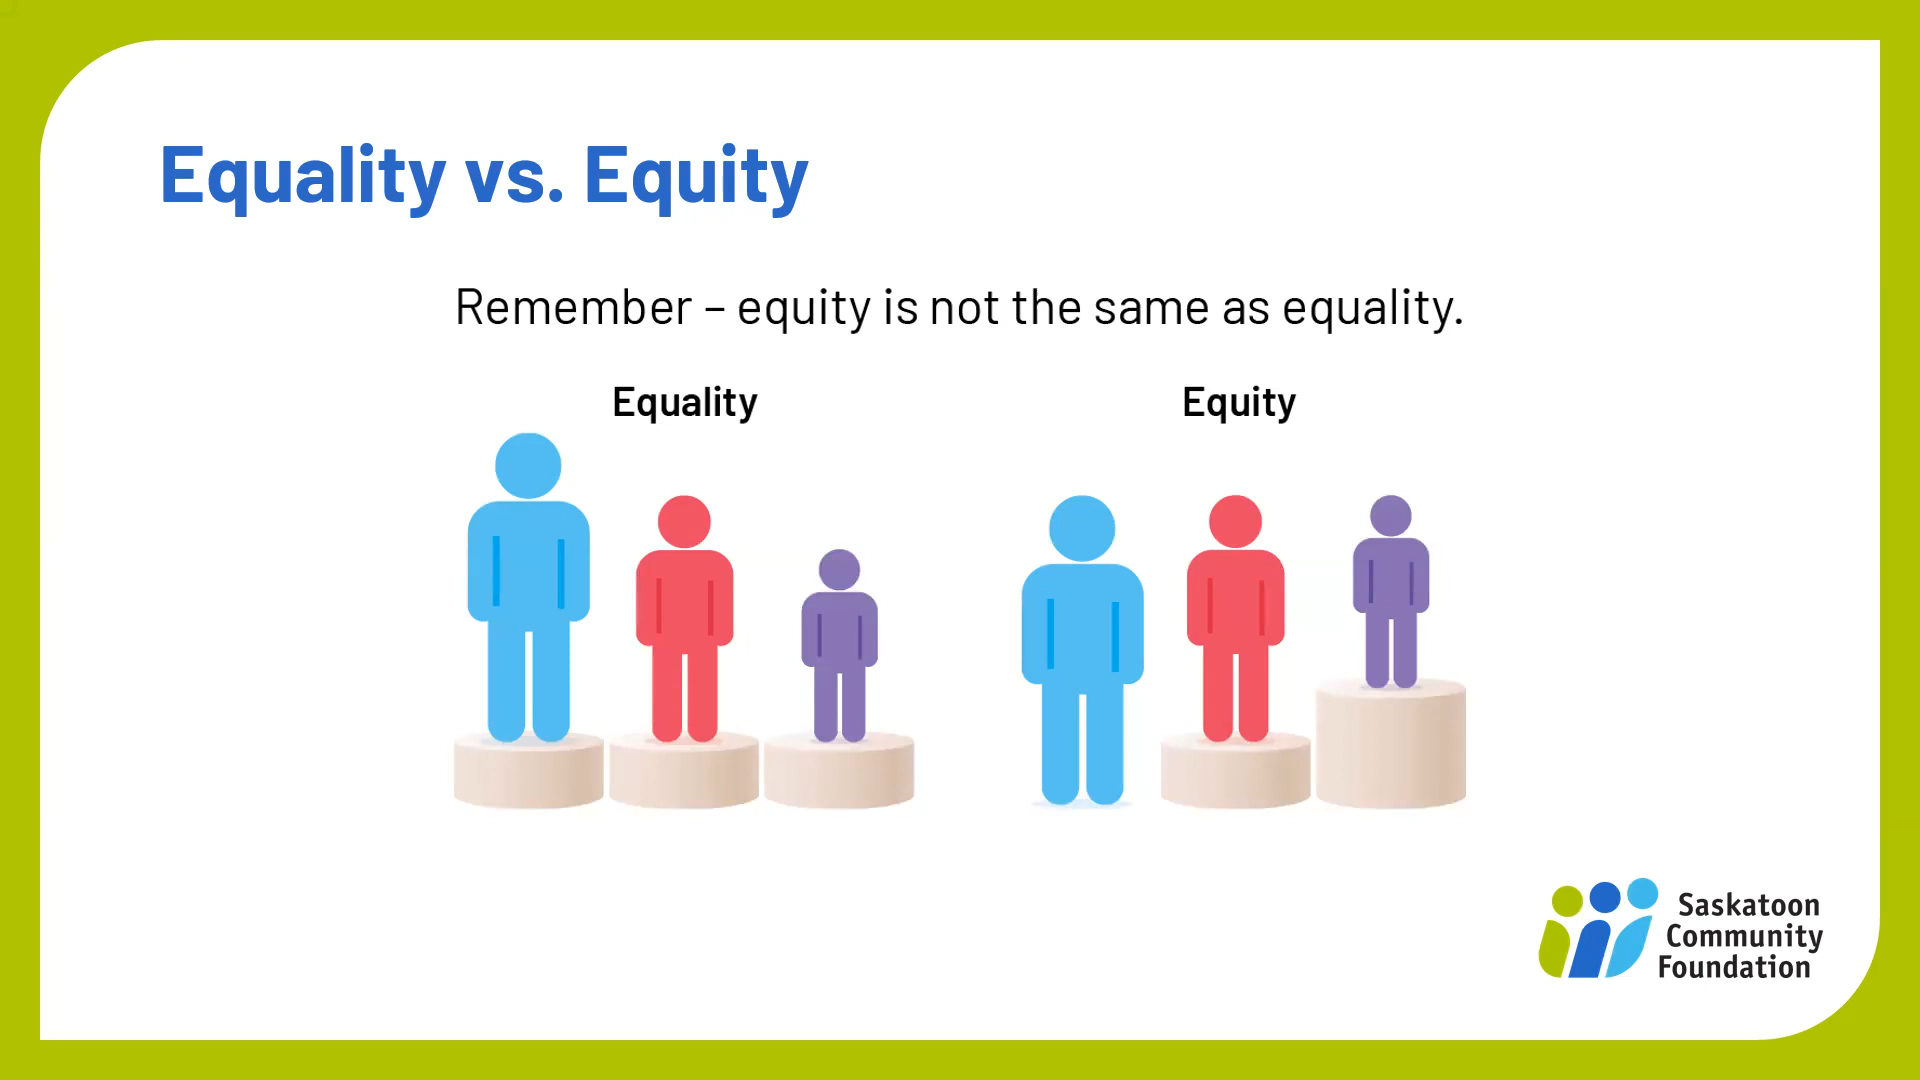 Equality vs. Equity
Remember – equity is not the same as equality.
Equality
Equity
Saskatoon
Community
Foundation